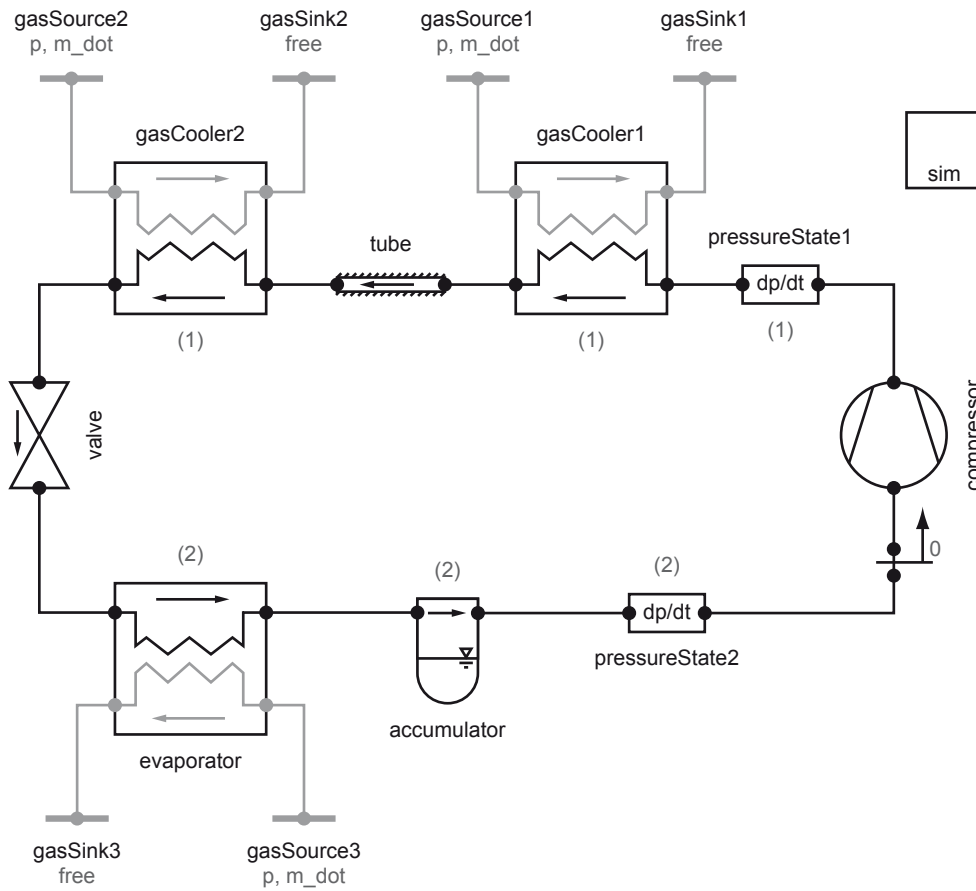 gasSource2
p, m_dot
gasSink2
free
gasSource1
p, m_dot
gasSink1
free
gasCooler2
gasCooler1
sim
tube
pressureState1
dp/dt
(1)
(1)
(1)
valve
compressor
0
(2)
(2)
(2)
dp/dt
pressureState2
accumulator
evaporator
gasSink3
free
gasSource3
p, m_dot